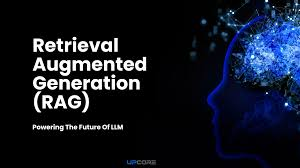 Retrieval
Augmented
Generation
(RAG)
Powering The Future Of LLM
UPCORE